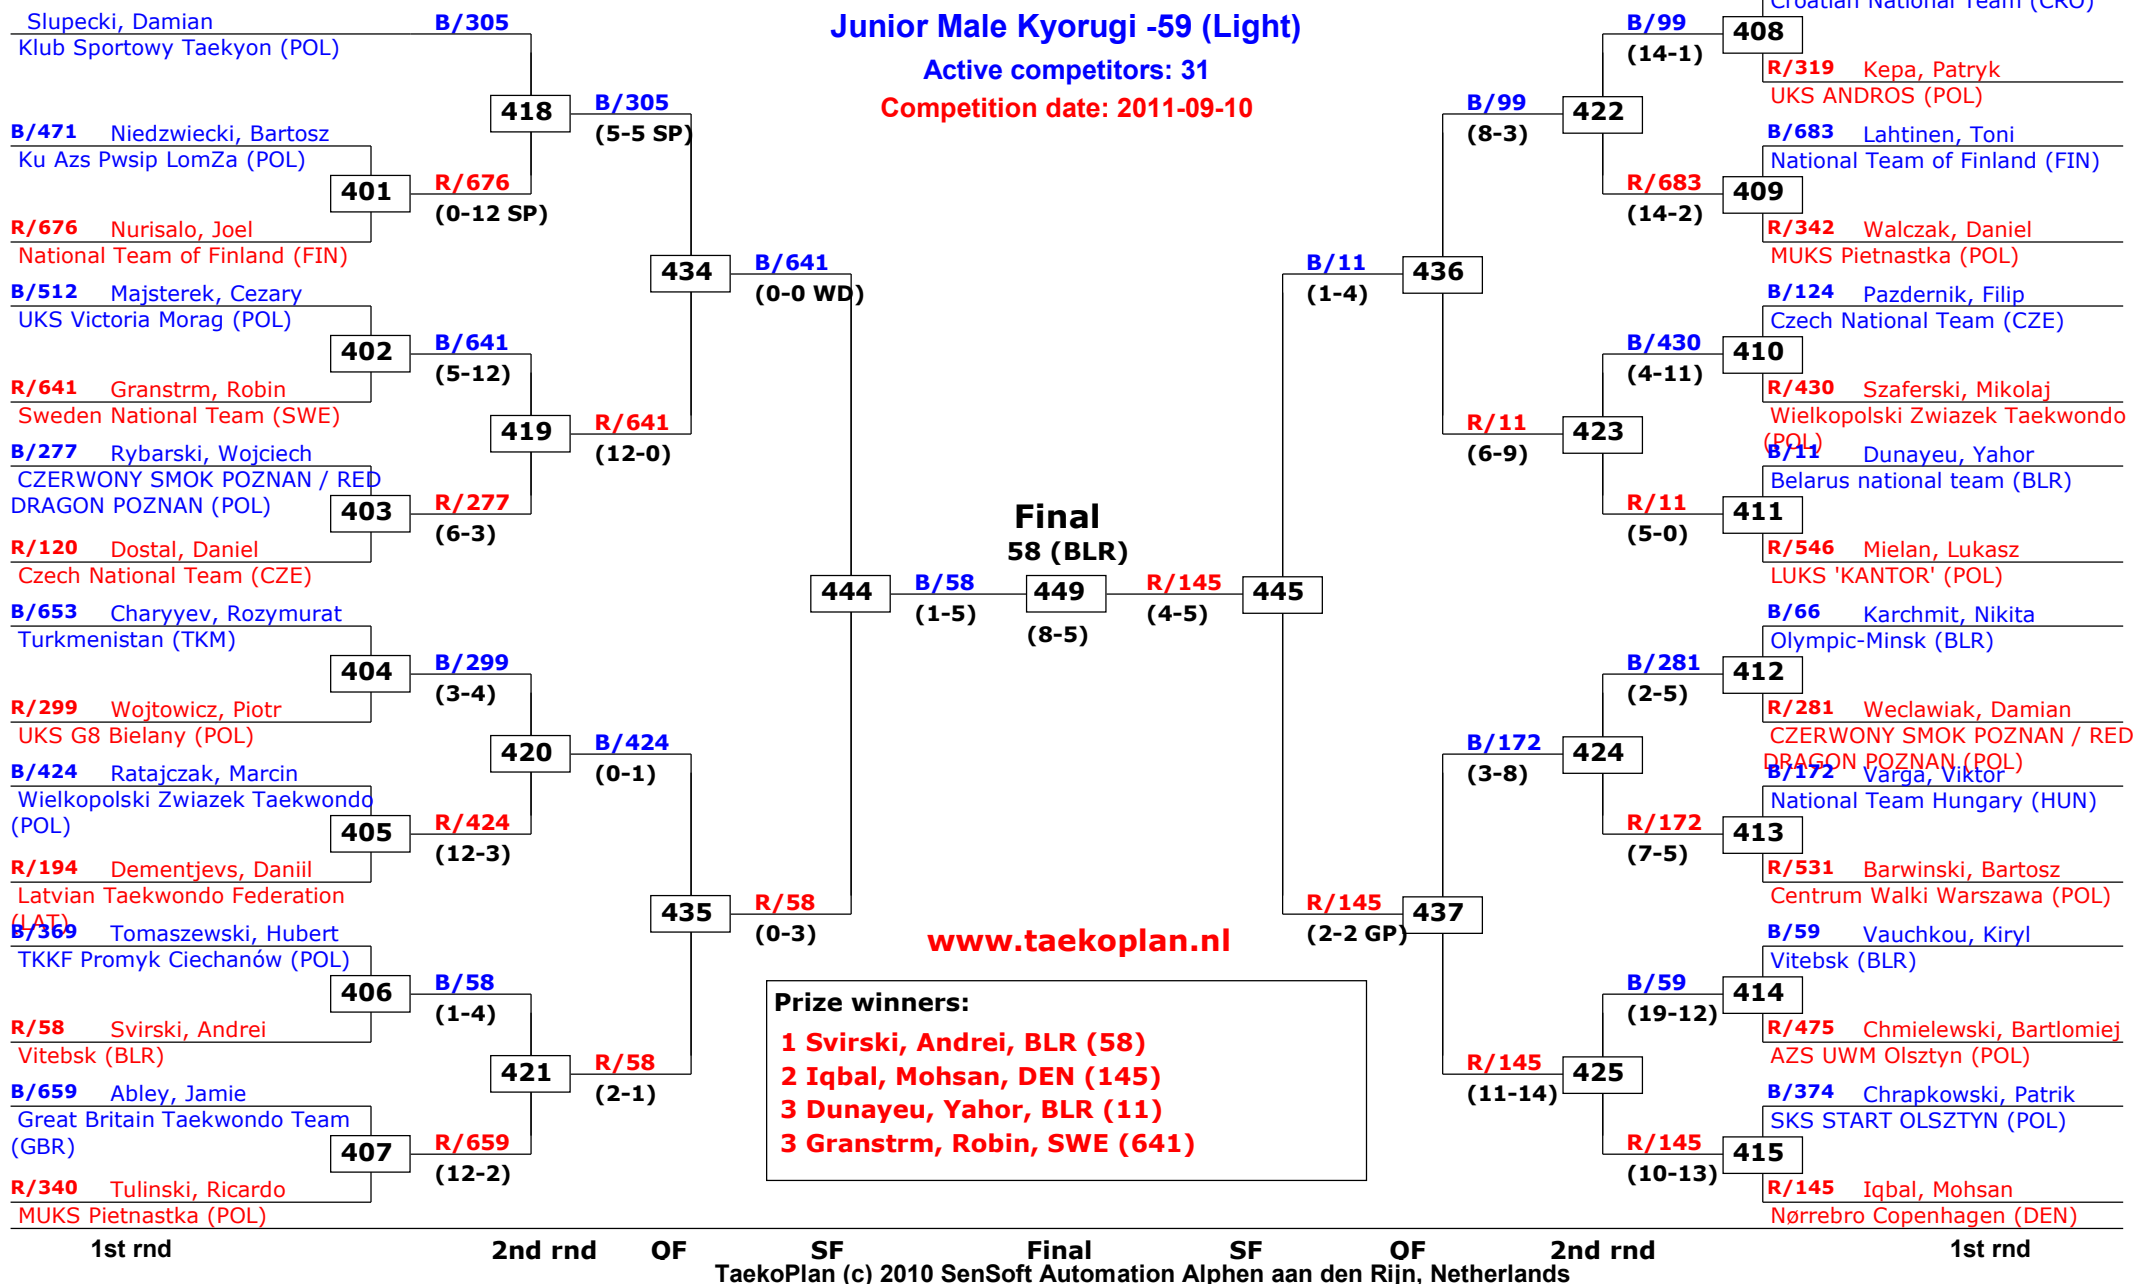 Slupecki, Damian
Klub Sportowy Taekyon (POL)
B/305
B/471 Niedzwiecki, Bartosz
Ku Azs Pwsip LomZa (POL)
401
R/676
(0-12 SP)
R/676 Nurisalo, Joel
National Team of Finland (FIN)
418
B/305
(5-5 SP)
B/512 Majsterek, Cezary
UKS Victoria Morag (POL)
402
B/641
(5-12)
R/641 Granstrm, Robin
Sweden National Team (SWE)
419
R/641
(12-0)
B/277 Rybarski, Wojciech
CZERWONY SMOK POZNAN / RED
DRAGON POZNAN (POL)
403
R/277
(6-3)
R/120 Dostal, Daniel
Czech National Team (CZE)
434
B/641
(0-0 WD)
B/653 Charyyev, Rozymurat
Turkmenistan (TKM)
404
B/299
(3-4)
R/299 Wojtowicz, Piotr
UKS G8 Bielany (POL)
420
B/424
(0-1)
B/424 Ratajczak, Marcin
Wielkopolski Zwiazek Taekwondo
(POL)
405
R/424
(12-3)
R/194 Dementjevs, Daniil
Latvian Taekwondo Federation
(LAT)
435
R/58
(0-3)
B/369 Tomaszewski, Hubert
TKKF Promyk Ciechanów (POL)
406
B/58
(1-4)
R/58 Svirski, Andrei
Vitebsk (BLR)
421
R/58
(2-1)
B/659 Abley, Jamie
Great Britain Taekwondo Team
(GBR)
407
R/659
(12-2)
R/340 Tulinski, Ricardo
MUKS Pietnastka (POL)
444
B/58
(1-5)
Junior Male Kyorugi -59 (Light)
Active competitors: 31
Competition date: 2011-09-10
Final
58 (BLR)
449
(8-5)
R/145
(4-5)
445
www.taekoplan.nl
Prize winners:
1 Svirski, Andrei, BLR (58)
2 Iqbal, Mohsan, DEN (145)
3 Dunayeu, Yahor, BLR (11)
3 Granstrm, Robin, SWE (641)
Croatian National Team (CRO)
B/99
(14-1)
408
R/319 Kepa, Patryk
UKS ANDROS (POL)
B/99
(8-3)
422
B/683 Lahtinen, Toni
National Team of Finland (FIN)
R/683
(14-2)
409
R/342 Walczak, Daniel
MUKS Pietnastka (POL)
B/11
(1-4)
436
B/124 Pazdernik, Filip
Czech National Team (CZE)
B/430
(4-11)
410
R/430 Szaferski, Mikolaj
Wielkopolski Zwiazek Taekwondo
(POL)
R/11
(6-9)
423
B/11 Dunayeu, Yahor
Belarus national team (BLR)
R/11
(5-0)
411
R/546 Mielan, Lukasz
LUKS 'KANTOR' (POL)
B/66 Karchmit, Nikita
Olympic-Minsk (BLR)
B/281
(2-5)
412
R/281 Weclawiak, Damian
CZERWONY SMOK POZNAN / RED
DRAGON POZNAN (POL)
B/172
(3-8)
424
B/172 Varga, Viktor
National Team Hungary (HUN)
R/172
(7-5)
413
R/531 Barwinski, Bartosz
Centrum Walki Warszawa (POL)
R/145
(2-2 GP)
437
B/59 Vauchkou, Kiryl
Vitebsk (BLR)
B/59
(19-12)
414
R/475 Chmielewski, Bartlomiej
AZS UWM Olsztyn (POL)
R/145
(11-14)
425
B/374 Chrapkowski, Patrik
SKS START OLSZTYN (POL)
R/145
(10-13)
415
R/145 Iqbal, Mohsan
Nørrebro Copenhagen (DEN)
1st rnd 2nd rnd QF SF Final SF QF 2nd rnd 1st rnd
TaekoPlan (c) 2010 SenSoft Automation Alphen aan den Rijn, Netherlands